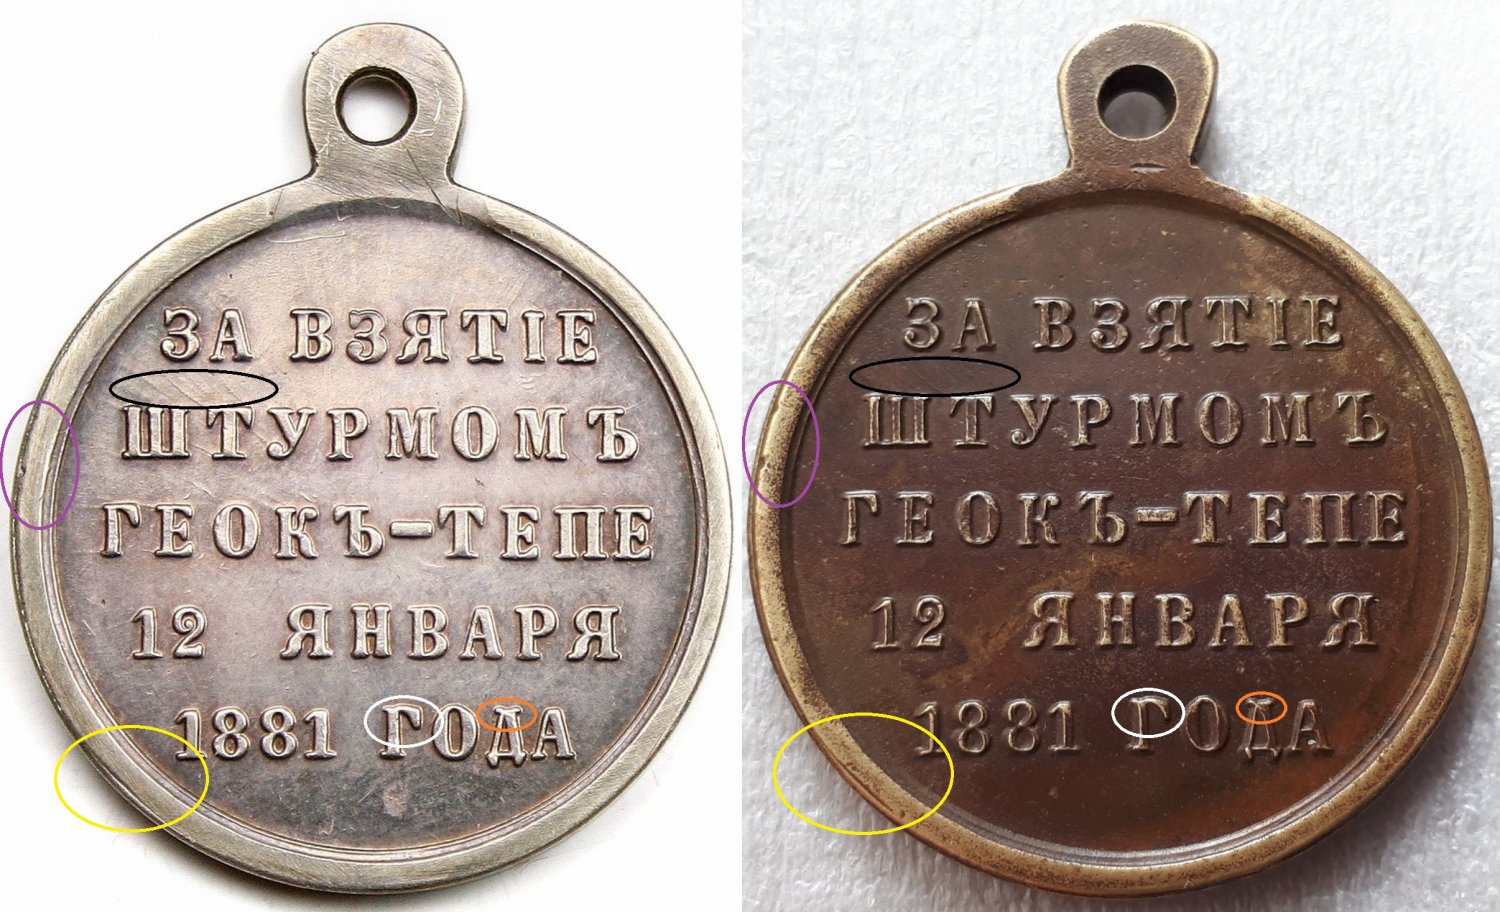 ЗА ВЗЯТІЕ
ШТУРМОМЪ
ГЕОКЪ-ТЕПЕ
12 ЯНВАРЯ
1881 ГОДА
ЗА ВЗЯТІЕ
ШТУРМОМЪ
ГЕОКЪ-ТЕПЕ
12 ЯНВАРЯ
1881 ГОДА